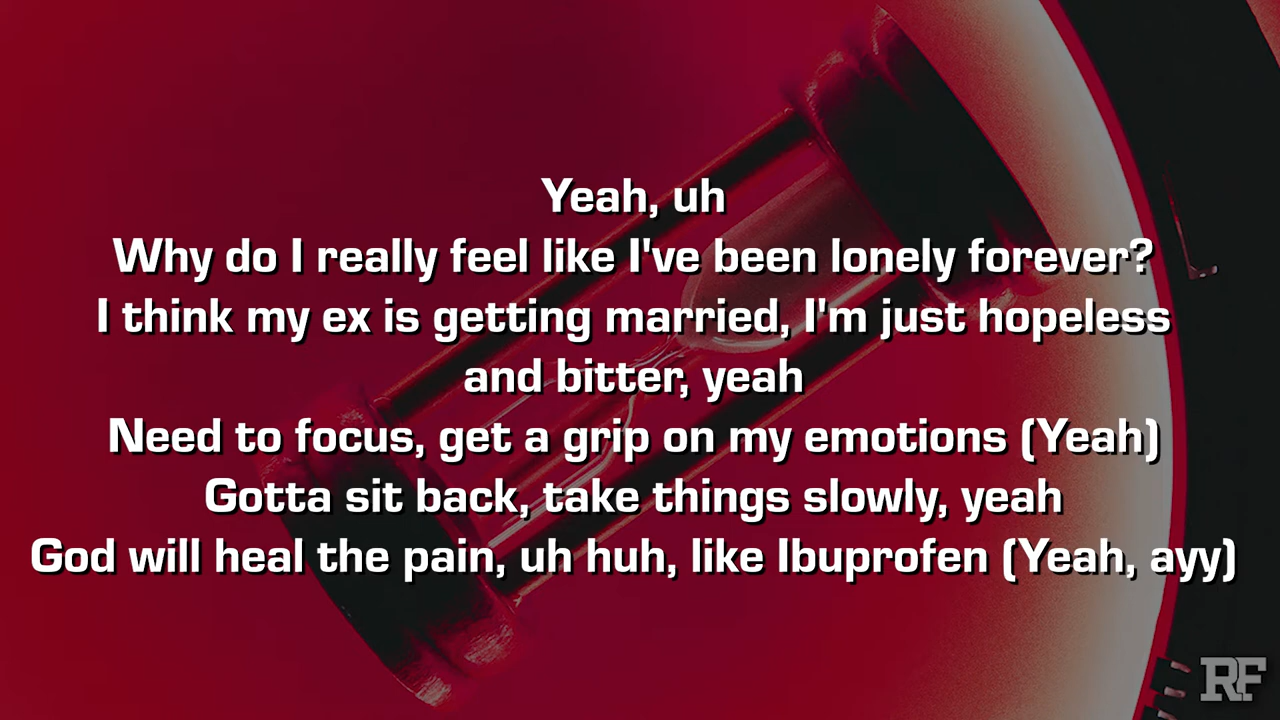 Yeah, uh
Why do I really feel like I've been lonely forever?
I think my ex is getting married, I'm just hopeless
and bitter, yeah
Need to focus, get a grip on my emotions (Yeah)
Gotta sit back, take things slowly, yeah
God will heal the pain, uh huh, like Ibuprofen (Yeah, ayy)
RF